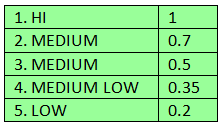 1. HI 1
2. MEDIUM 0.7
3. MEDIUM 0.5
4. MEDIUM LOW 0.35
5. LOW 0.2